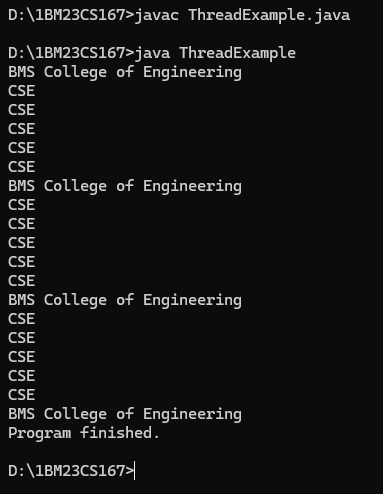 D:\1BM23CS167>javac ThreadExample.java
D:\1BM23CS167>java ThreadExample
BMS College of Engineering
CSE
CSE
CSE
CSE
CSE
BMS College of Engineering
CSE
CSE
CSE
CSE
CSE
BMS College of Engineering
CSE
CSE
CSE
CSE
CSE
BMS College of Engineering
Program finished.
D:\1BM23CS167>